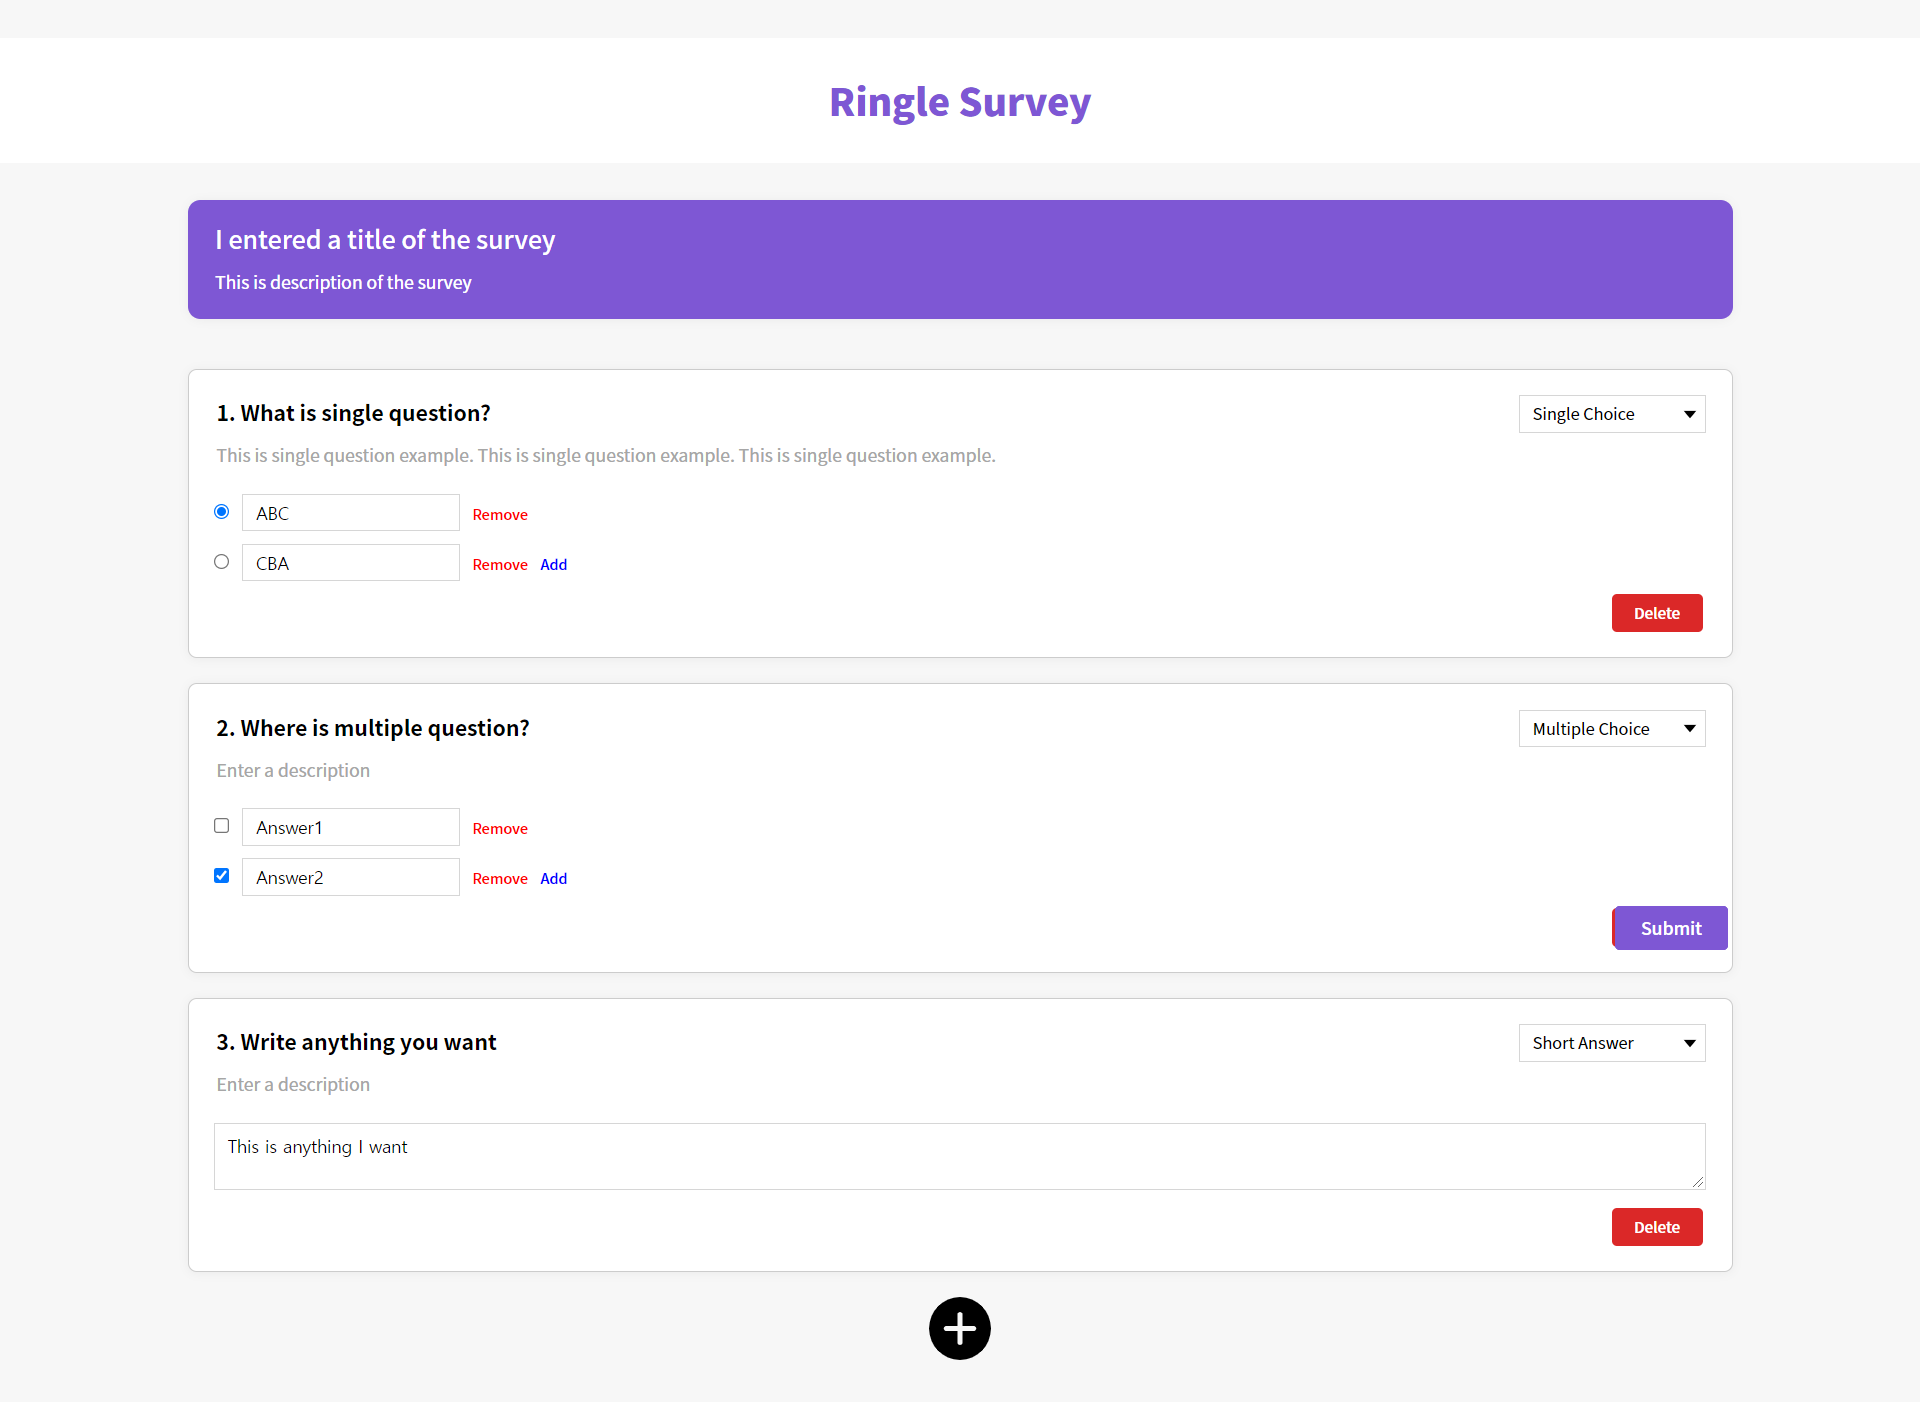 Ringle Survey
I entered a title of the survey
This is description of the survey
1. What is single question?
Single Choice
This is single question example. This is single question example. This is single question example.
ABC
Remove
CBA
Remove Add
Delete
2. Where is multiple question?
Multiple Choice
Enter a description
Answer1
Remove
Answer2
Remove Add
Submit
3. Write anything you want
Short Answer
Enter a description
This is anything I want
Delete